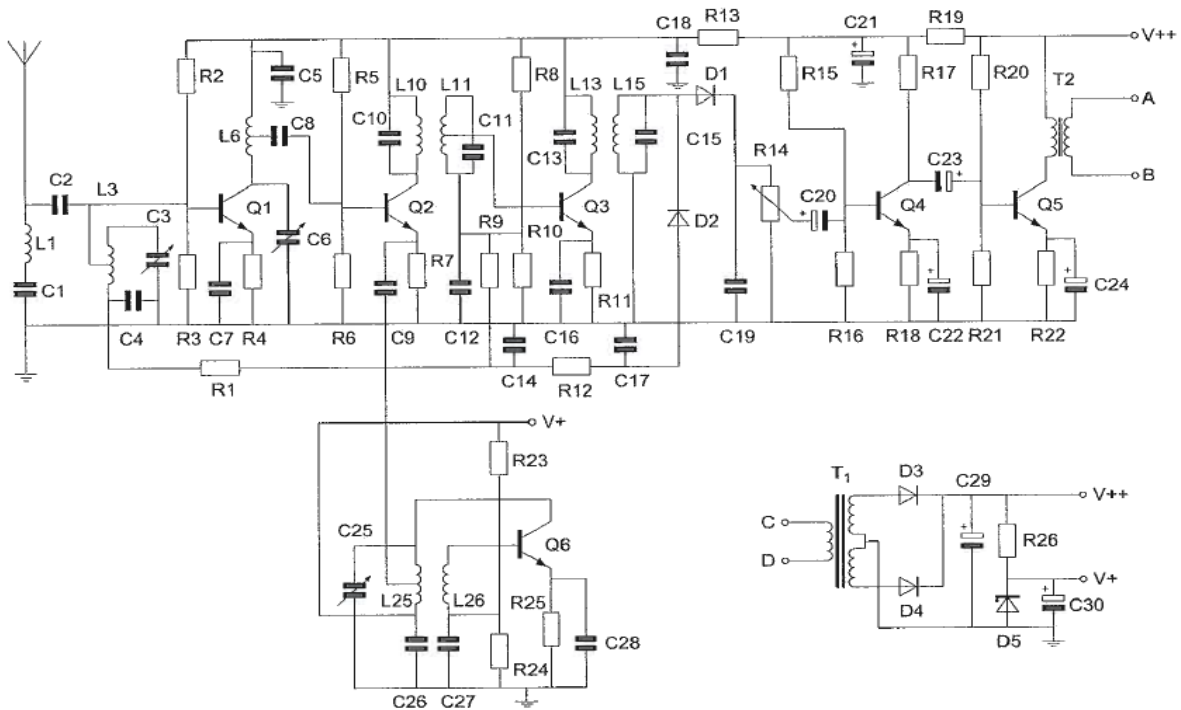 C18 R13 C21 R19 V++
R2 C5 R5 L10 L11 R8 L13 L15 D1 R15 R17 R20 T2
L6 C8 C10 C11 C13 C15 A
C2 L3 R14 C23 B
C3 Q1 Q2 Q3 D2 C20 Q4 Q5
L1 C6 R7 R9 R10 R11
C1 C24
C4 R3 C7 R4 R6 C9 C12 C16 C19 R16 R18 C22 R21 R22
R1 C14 R12 C17
V+
R23
T1 D3 C29 V++
C25 Q6 C R26
D V+
L25 L26 R25 D4 C30
C28 D5
R24
C26 C27